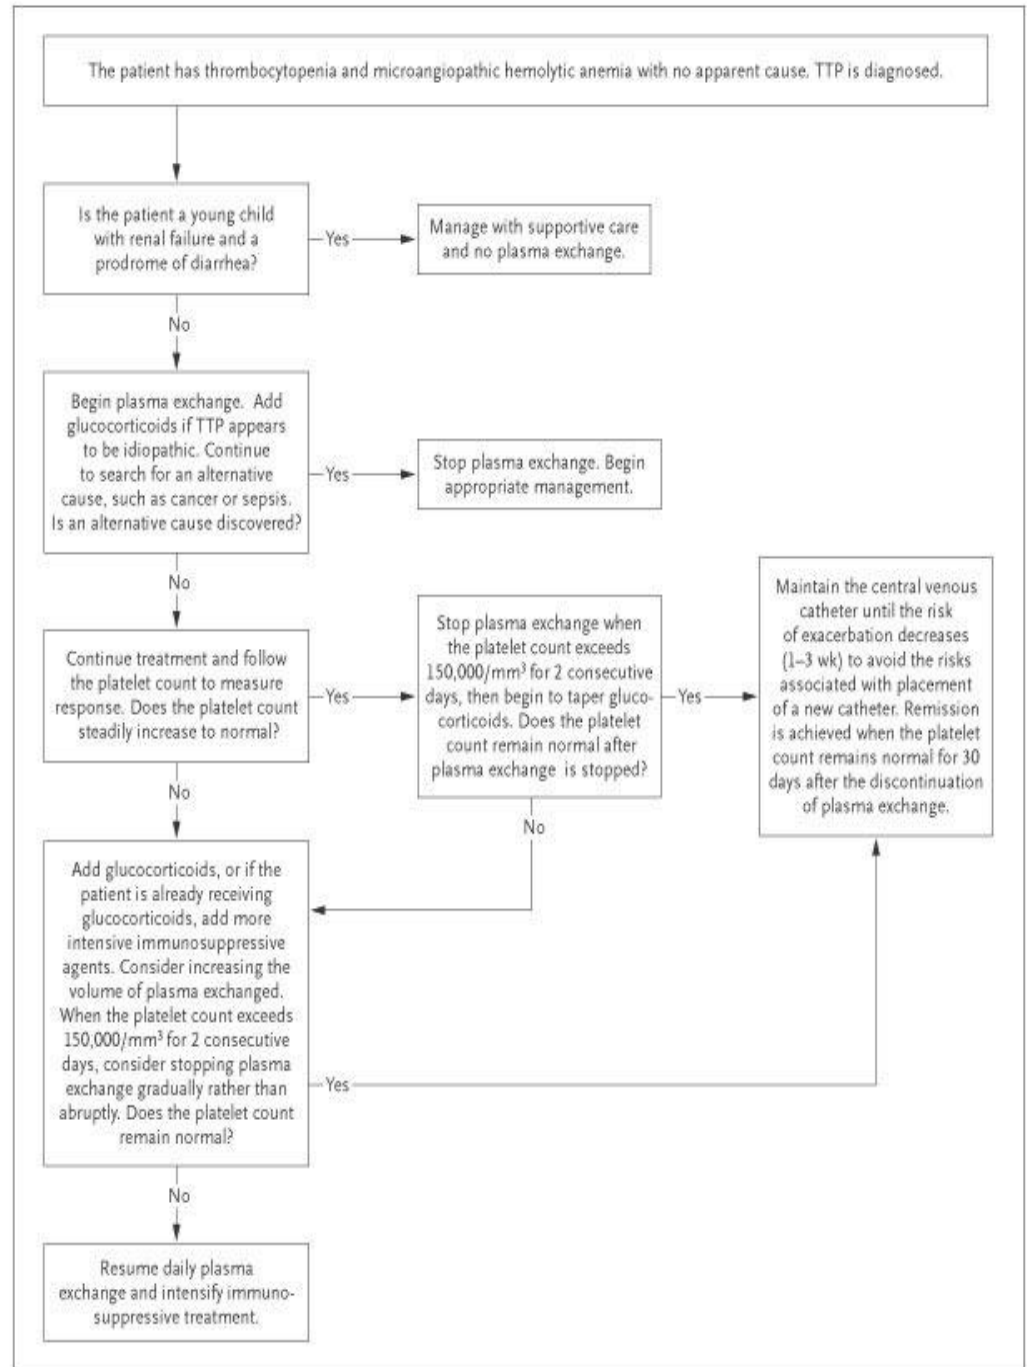 The patient has thrombocytopenia and microangiopathic hemolytic anemia with no apparent cause. TTP is diagnosed.
Is the patient a young child
with renal failure and a
prodrome of diarrhea?
Yes
Manage with supportive care
and no plasma exchange.
No
Begin plasma exchange. Add
glucocorticoids if TTP appears
to be idiopathic. Continue
to search for an alternative
cause, such as cancer or sepsis.
Is an alternative cause discovered?
Yes
Stop plasma exchange. Begin
appropriate management.
No
Continue treatment and follow
the platelet count to measure
response. Does the platelet count
steadily increase to normal?
Yes
Stop plasma exchange when
the platelet count exceeds
150,000/mm³ for 2 consecutive
days, then begin to taper gluco-
corticoids. Does the platelet
count remain normal after
plasma exchange is stopped?
Yes
Maintain the central venous
catheter until the risk
of exacerbation decreases
(1–3 wk) to avoid the risks
associated with placement
of a new catheter. Remission
is achieved when the platelet
count remains normal for 30
days after the discontinuation
of plasma exchange.
No
No
Add glucocorticoids, or if the
patient is already receiving
glucocorticoids, add more
intensive immunosuppressive
agents. Consider increasing the
volume of plasma exchanged.
When the platelet count exceeds
150,000/mm³ for 2 consecutive
days, consider stopping plasma
exchange gradually rather than
abruptly. Does the platelet count
remain normal?
Yes
No
Resume daily plasma
exchange and intensify immuno-
suppressive treatment.